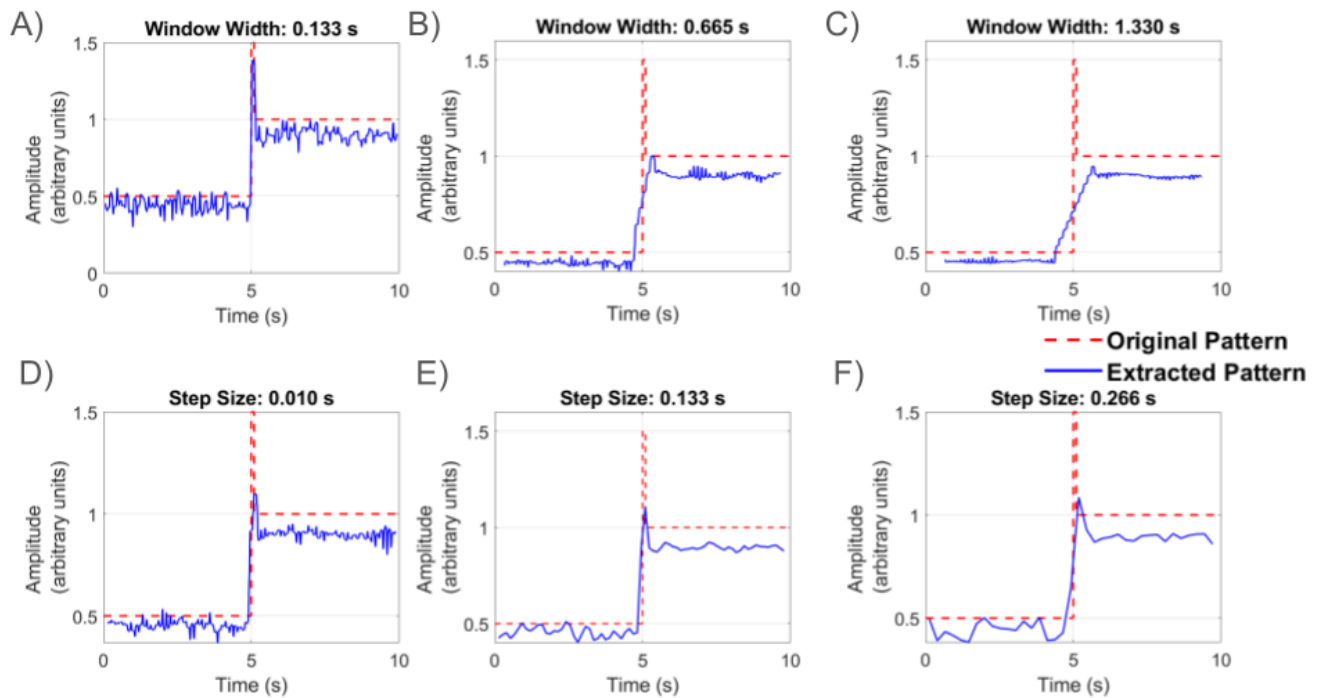 A)
Window Width: 0.133 s
1.5
1
0.5
0
Amplitude
(arbitrary units)
0
5
10
Time (s)
B)
Window Width: 0.665 s
1.5
1
0.5
Amplitude
(arbitrary units)
0
5
10
Time (s)
C)
Window Width: 1.330 s
1.5
1
0.5
Amplitude
(arbitrary units)
0
5
10
Time (s)
Original Pattern
Extracted Pattern
D)
Step Size: 0.010 s
1.5
1
0.5
Amplitude
(arbitrary units)
0
5
10
Time (s)
E)
Step Size: 0.133 s
1.5
1
0.5
Amplitude
(arbitrary units)
0
5
10
Time (s)
F)
Step Size: 0.266 s
1.5
1
0.5
Amplitude
(arbitrary units)
0
5
10
Time (s)